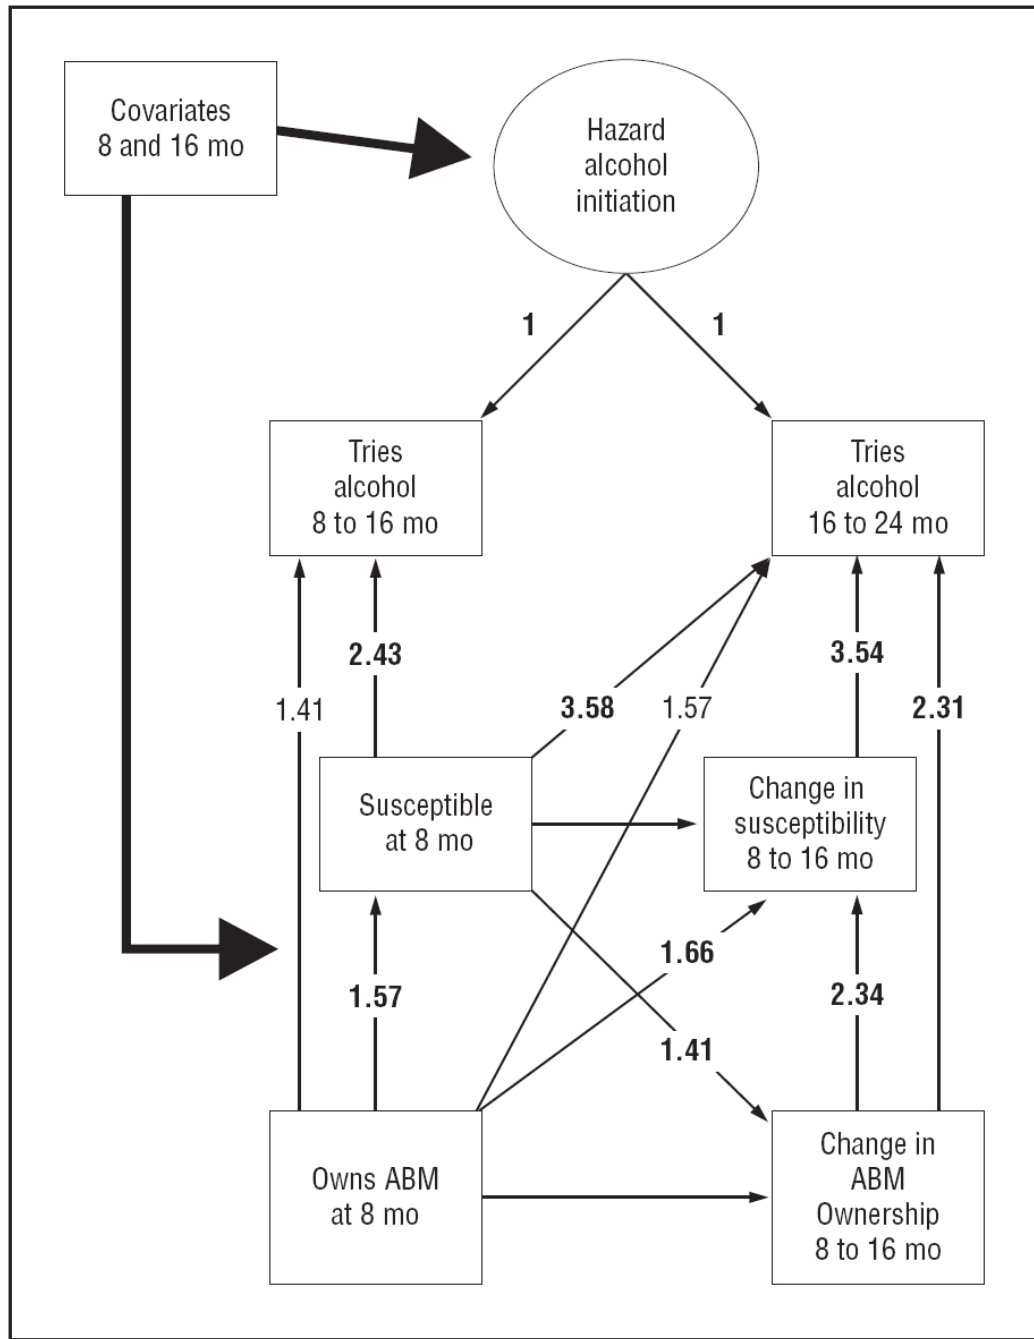 Covariates
8 and 16 mo
Hazard
alcohol
initiation
1
1
Tries
alcohol
8 to 16 mo
Tries
alcohol
16 to 24 mo
2.43
3.54
1.41
3.58
1.57
2.31
Susceptible
at 8 mo
Change in
susceptibility
8 to 16 mo
1.66
1.57
2.34
1.41
Owns ABM
at 8 mo
Change in
ABM
Ownership
8 to 16 mo